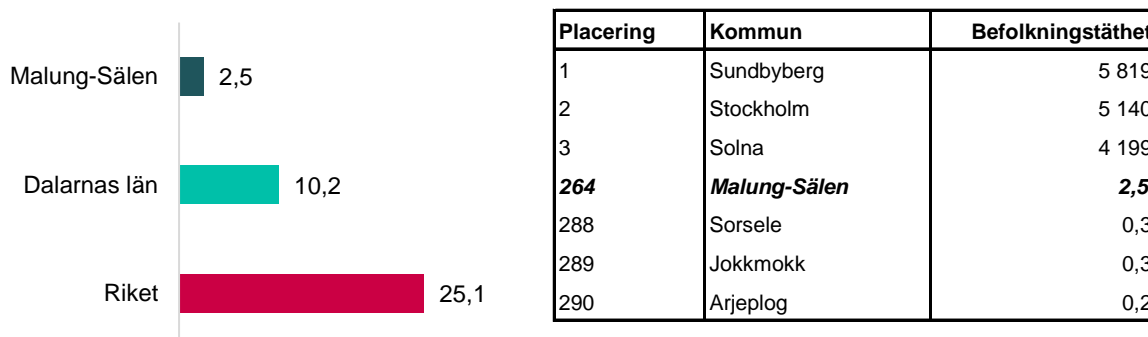 Malung-Sälen 2,5
Dalarnas län 10,2
Riket 25,1
Placering Kommun Befolkningstäthet
1 Sundbyberg 5 819
2 Stockholm 5 140
3 Solna 4 199
264 Malung-Sälen 2,5
288 Sorsele 0,3
289 Jokkmokk 0,3
290 Arjeplog 0,2